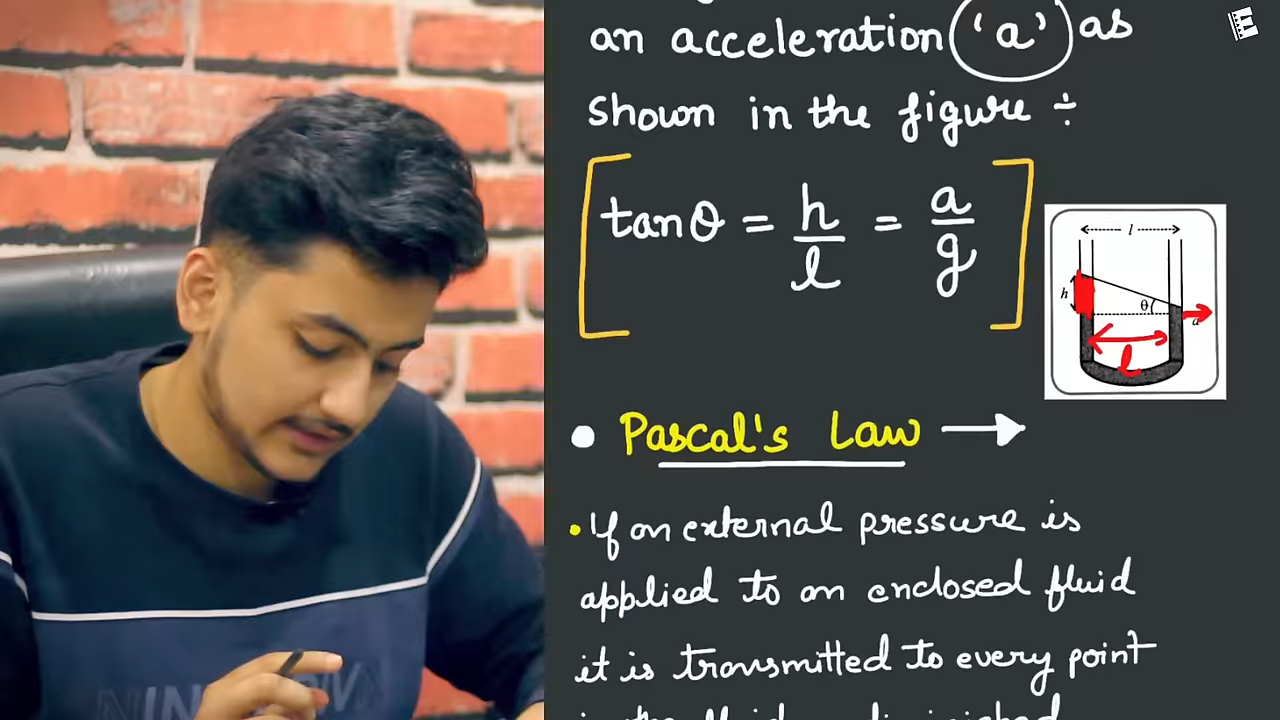 an acceleration 'a' as
shown in the figure ÷
tanθ = h/l = a/g
l
h
θ
a
l
• Pascal's Law →
• If an external pressure is
applied to an enclosed fluid
it is transmitted to every point